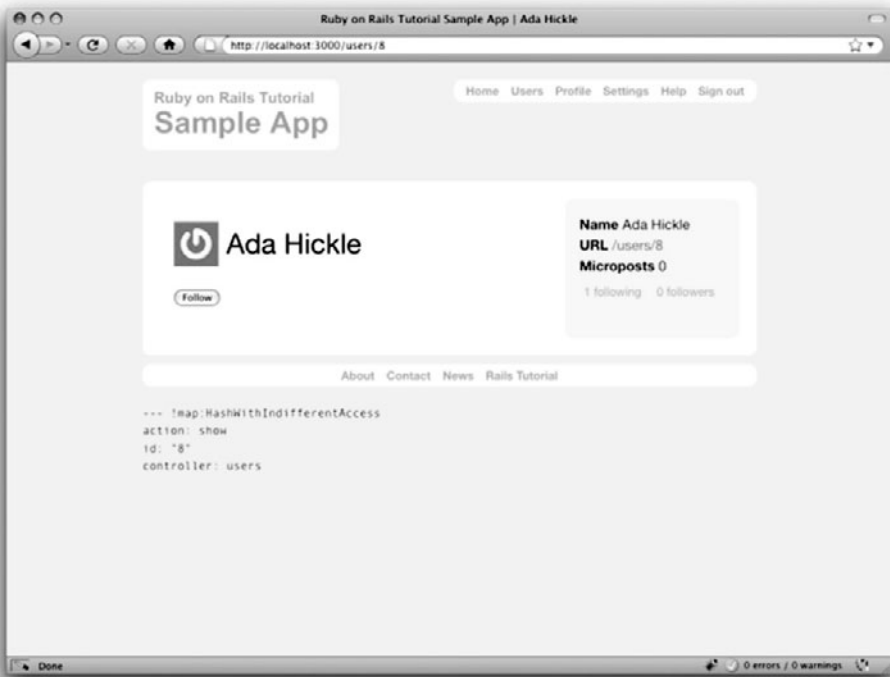 Ruby on Rails Tutorial Sample App | Ada Hickle
http://localhost:3000/users/8
Ruby on Rails Tutorial
Sample App
Home Users Profile Settings Help Sign out
Ada Hickle
Follow
Name Ada Hickle
URL /users/8
Microposts 0
1 following 0 followers
About Contact News Rails Tutorial
--- !map:HashWithIndifferentAccess
action: show
id: "8"
controller: users
Done
0 errors / 0 warnings